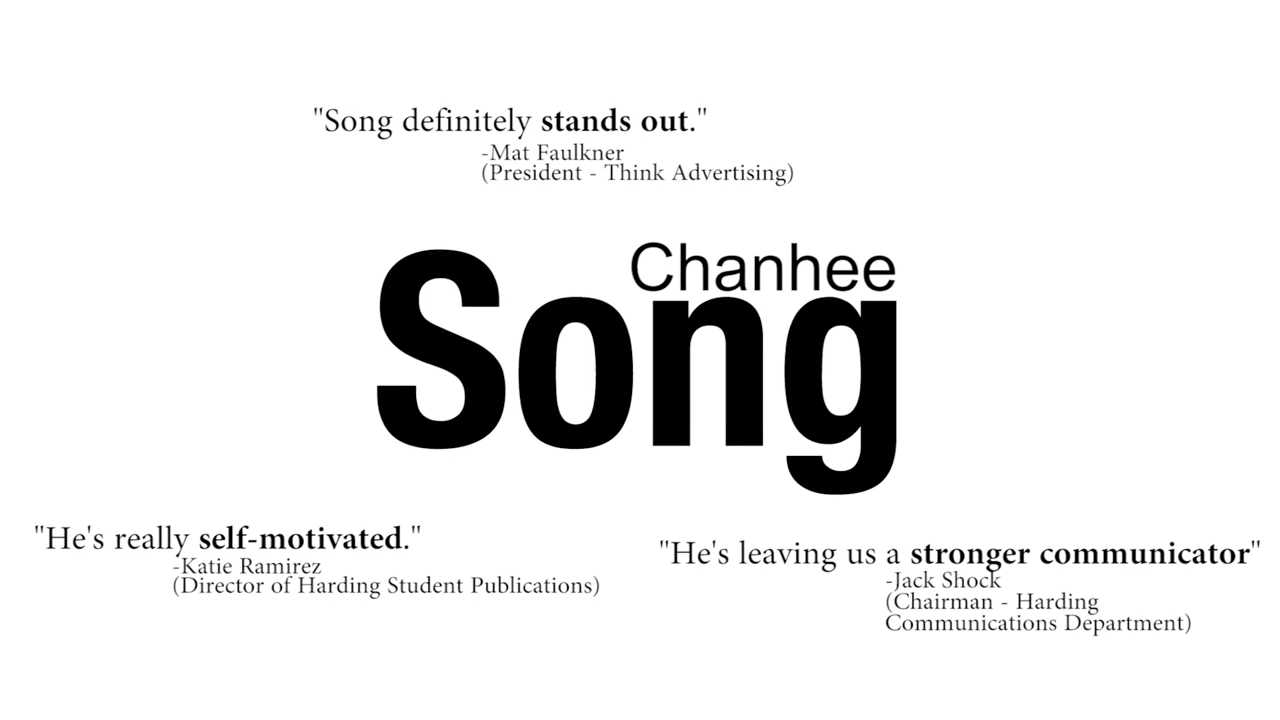 "Song definitely stands out."
-Mat Faulkner
(President - Think Advertising)
Chanhee
Song
"He's really self-motivated."
-Katie Ramirez
(Director of Harding Student Publications)
"He's leaving us a stronger communicator"
-Jack Shock
(Chairman - Harding
Communications Department)